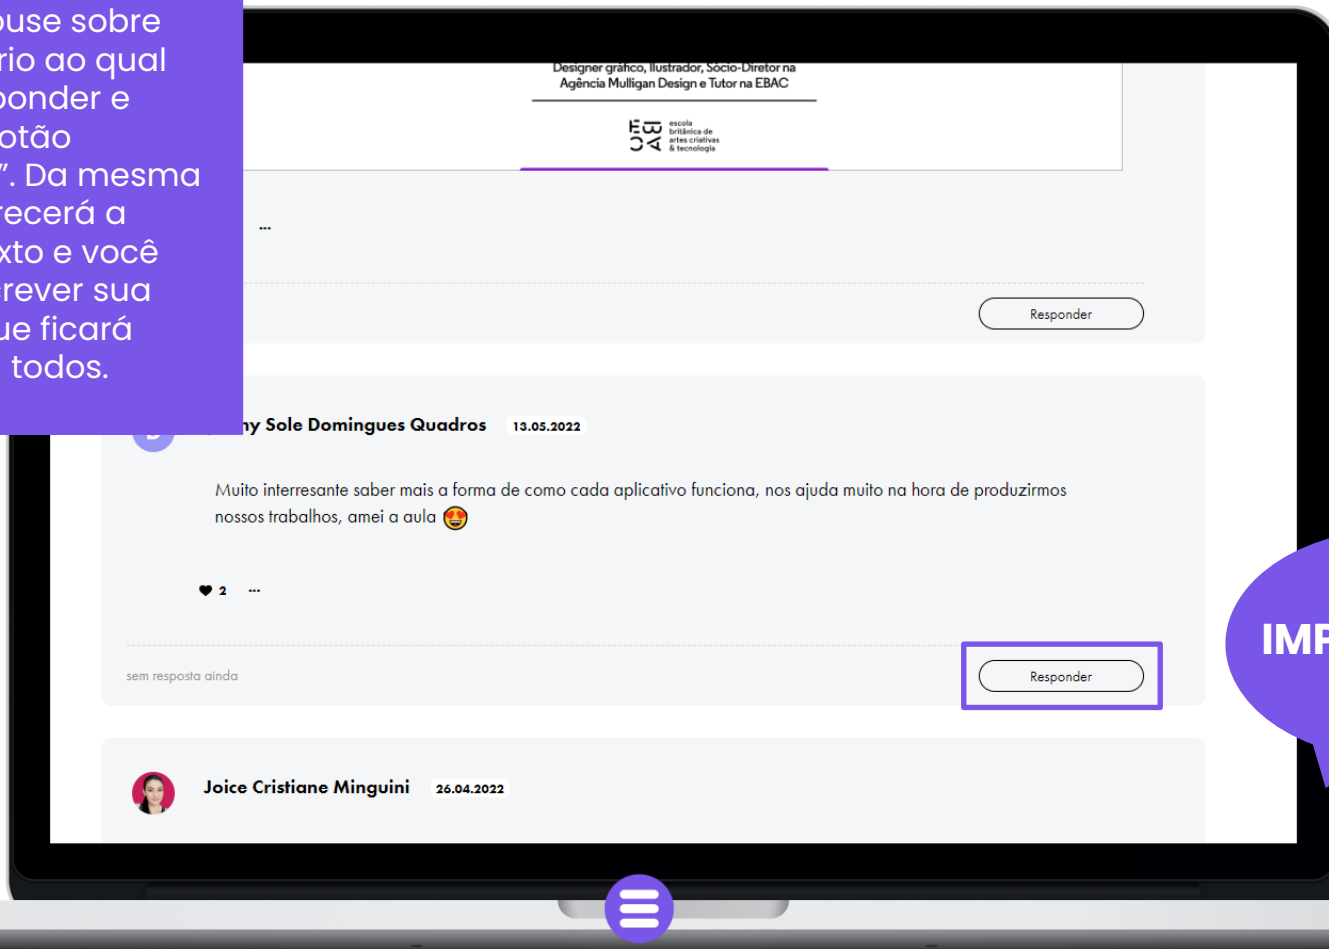 ouse sobre
rio ao qual
ponder e
otão
”. Da mesma
recerá a
xto e você
crever sua
ue ficará
todos.
Designer gráfico, Ilustrador, Sócio-Diretor na
Agência Mulligan Design e Tutor na EBAC
escola
britânica de
artes criativas
& tecnologia
...
Responder
ny Sole Domingues Quadros 13.05.2022
Muito interresante saber mais a forma de como cada aplicativo funciona, nos ajuda muito na hora de produzirmos
nossos trabalhos, amei a aula 😍
2 ...
sem resposta ainda
Responder
IMP
Joice Cristiane Minguini 26.04.2022